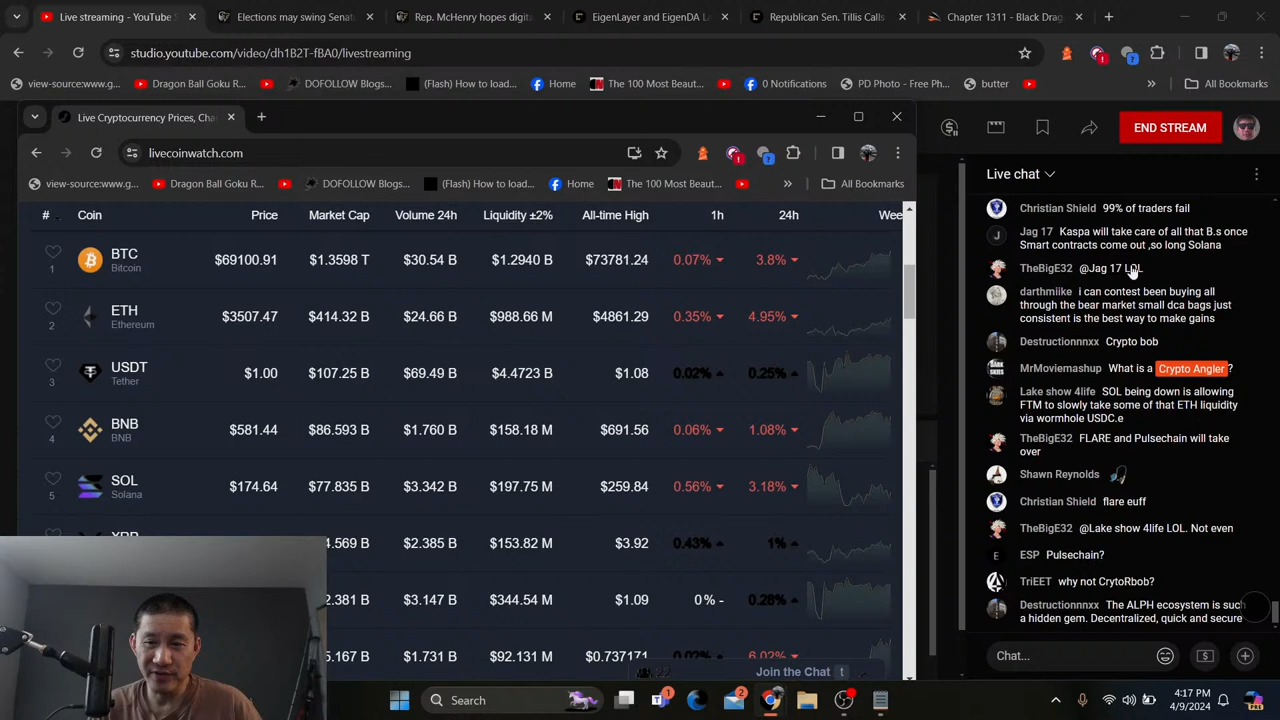 Live streaming - YouTube S
Elections may swing Senat
Rep. McHenry hopes digita
EigenLayer and EigenDA L
Republican Sen. Tillis Calls
Chapter 1311 - Black Drag
studio.youtube.com/video/dh1B2T-fBA0/livestreaming
view-source:www.g...
Dragon Ball Goku R...
DOFOLLOW Blogs...
(Flash) How to load...
Home
The 100 Most Beaut...
0 Notifications
PD Photo - Free Ph...
butter
All Bookmarks
Live Cryptocurrency Prices, Cha
END STREAM
livecoinwatch.com
view-source:www.g...
Dragon Ball Goku R...
DOFOLLOW Blogs...
(Flash) How to load...
Home
The 100 Most Beaut...
All Bookmarks
# Coin Price Market Cap Volume 24h Liquidity ±2% All-time High 1h 24h Wee
1 BTC Bitcoin $69100.91 $1.3598 T $30.54 B $1.2940 B $73781.24 0.07% 3.8%
2 ETH Ethereum $3507.47 $414.32 B $24.66 B $988.66 M $4861.29 0.35% 4.95%
3 USDT Tether $1.00 $107.25 B $69.49 B $4.4723 B $1.08 0.02% 0.25%
4 BNB BNB $581.44 $86.593 B $1.760 B $158.18 M $691.56 0.06% 1.08%
5 SOL Solana $174.64 $77.835 B $3.342 B $197.75 M $259.84 0.56% 3.18%
.569 B $2.385 B $153.82 M $3.92 0.43% 1%
.381 B $3.147 B $344.54 M $1.09 0% - 0.28%
.167 B $1.731 B $92.131 M $0.737171 0.02% 6.02%
Join the Chat
Live chat
Christian Shield 99% of traders fail
Jag 17 Kaspa will take care of all that B.s once
Smart contracts come out ,so long Solana
TheBigE32 @Jag 17 LOL
darthmiike i can contest been buying all
through the bear market small dca bags just
consistent is the best way to make gains
Destructionnnxx Crypto bob
MrMoviemashup What is a Crypto Angler ?
Lake show 4life SOL being down is allowing
FTM to slowly take some of that ETH liquidity
via wormhole USDC.e
TheBigE32 FLARE and Pulsechain will take
over
Shawn Reynolds
Christian Shield flare euff
TheBigE32 @Lake show 4life LOL. Not even
ESP Pulsechain?
TriEET why not CrytoRbob?
Destructionnnxx The ALPH ecosystem is such
a hidden gem. Decentralized, quick and secure
Chat...
Search
4:17 PM
4/9/2024